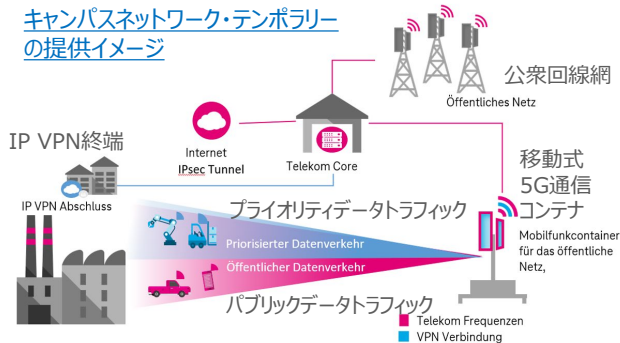 キャンパスネットワーク・テンポラリー
の提供イメージ
公衆回線網
Öffentliches Netz
IP VPN終端
Internet
IPsec Tunnel
Telekom Core
移動式
5G通信
コンテナ
IP VPN Abschluss
プライオリティデータトラフィック
Mobilfunkcontainer
für das öffentliche
Netz,
Priorisierter Datenverkehr
Öffentlicher Datenverkehr
パブリックデータトラフィック
Telekom Frequenzen
VPN Verbindung